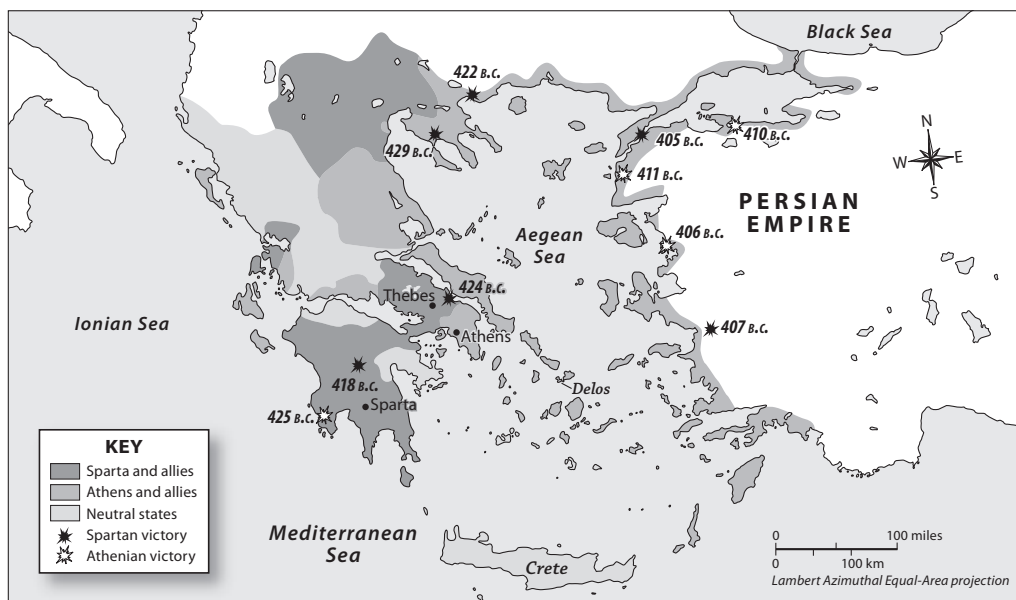 Black Sea
422 B.C.
429 B.C.
405 B.C.
410 B.C.
411 B.C.
N
W
E
S
PERSIAN
EMPIRE
406 B.C.
Aegean
Sea
424 B.C.
Thebes
Ionian Sea
Athens
407 B.C.
418 B.C.
Delos
Sparta
425 B.C.
KEY
Sparta and allies
Athens and allies
Neutral states
Spartan victory
Athenian victory
Mediterranean
Sea
Crete
0 100 miles
0 100 km
Lambert Azimuthal Equal-Area projection